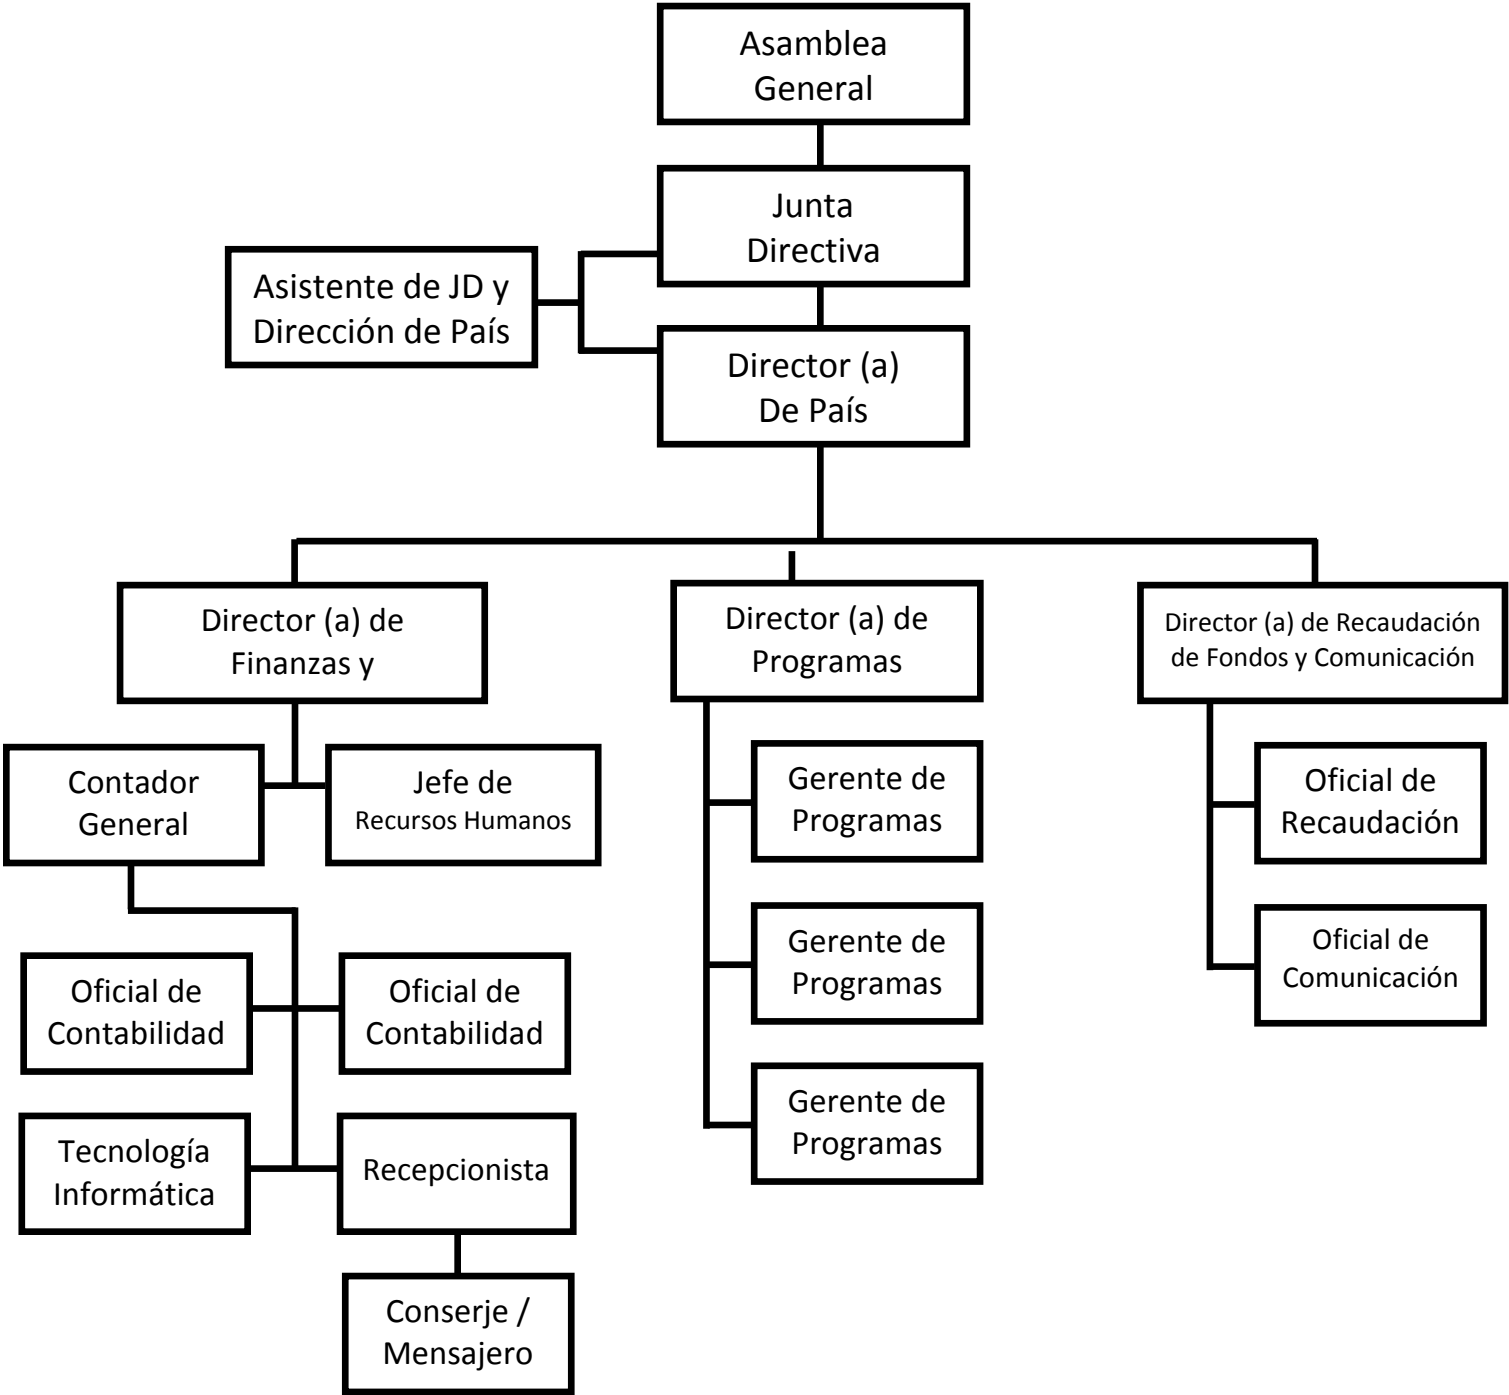 Asamblea
General
Junta
Directiva
Asistente de JD y
Dirección de País
Director (a)
De País
Director (a) de
Finanzas y
Director (a) de
Programas
Director (a) de Recaudación
de Fondos y Comunicación
Contador
General
Jefe de
Recursos Humanos
Gerente de
Programas
Oficial de
Recaudación
Oficial de
Contabilidad
Oficial de
Contabilidad
Gerente de
Programas
Oficial de
Comunicación
Tecnología
Informática
Recepcionista
Gerente de
Programas
Conserje /
Mensajero